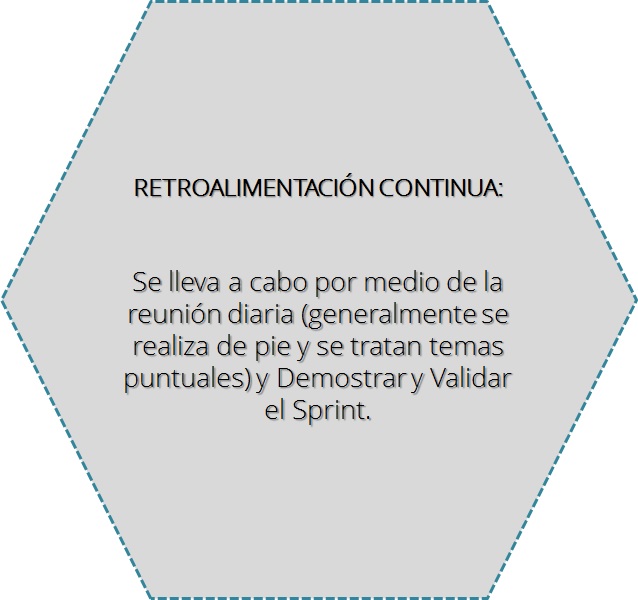 RETROALIMENTACIÓN CONTINUA:
Se lleva a cabo por medio de la
reunión diaria (generalmente se
realiza de pie y se tratan temas
puntuales) y Demostrar y Validar
el Sprint.